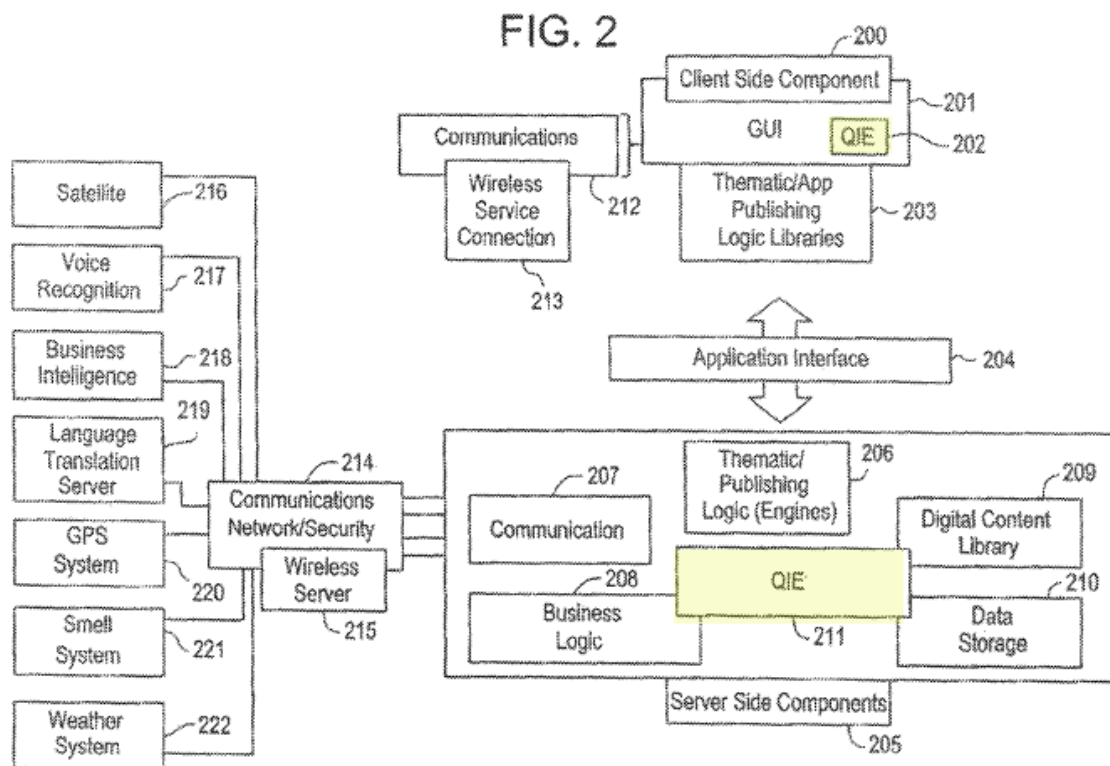 FIG. 2
200
Client Side Component
201
GUI
QIE
202
Communications
212
Wireless
Service
Connection
213
Thematic/App
Publishing
Logic Libraries
203
Satellite
216
Voice
Recognition
217
Business
Intelligence
218
219
Language
Translation
Server
GPS
System
220
Smell
System
221
Weather
System
222
Application Interface
204
214
Communications
Network/Security
Wireless
Server
215
207
Communication
Thematic/
Publishing
Logic (Engines)
206
209
Digital Content
Library
208
Business
Logic
QIE
211
210
Data
Storage
Server Side Components
205